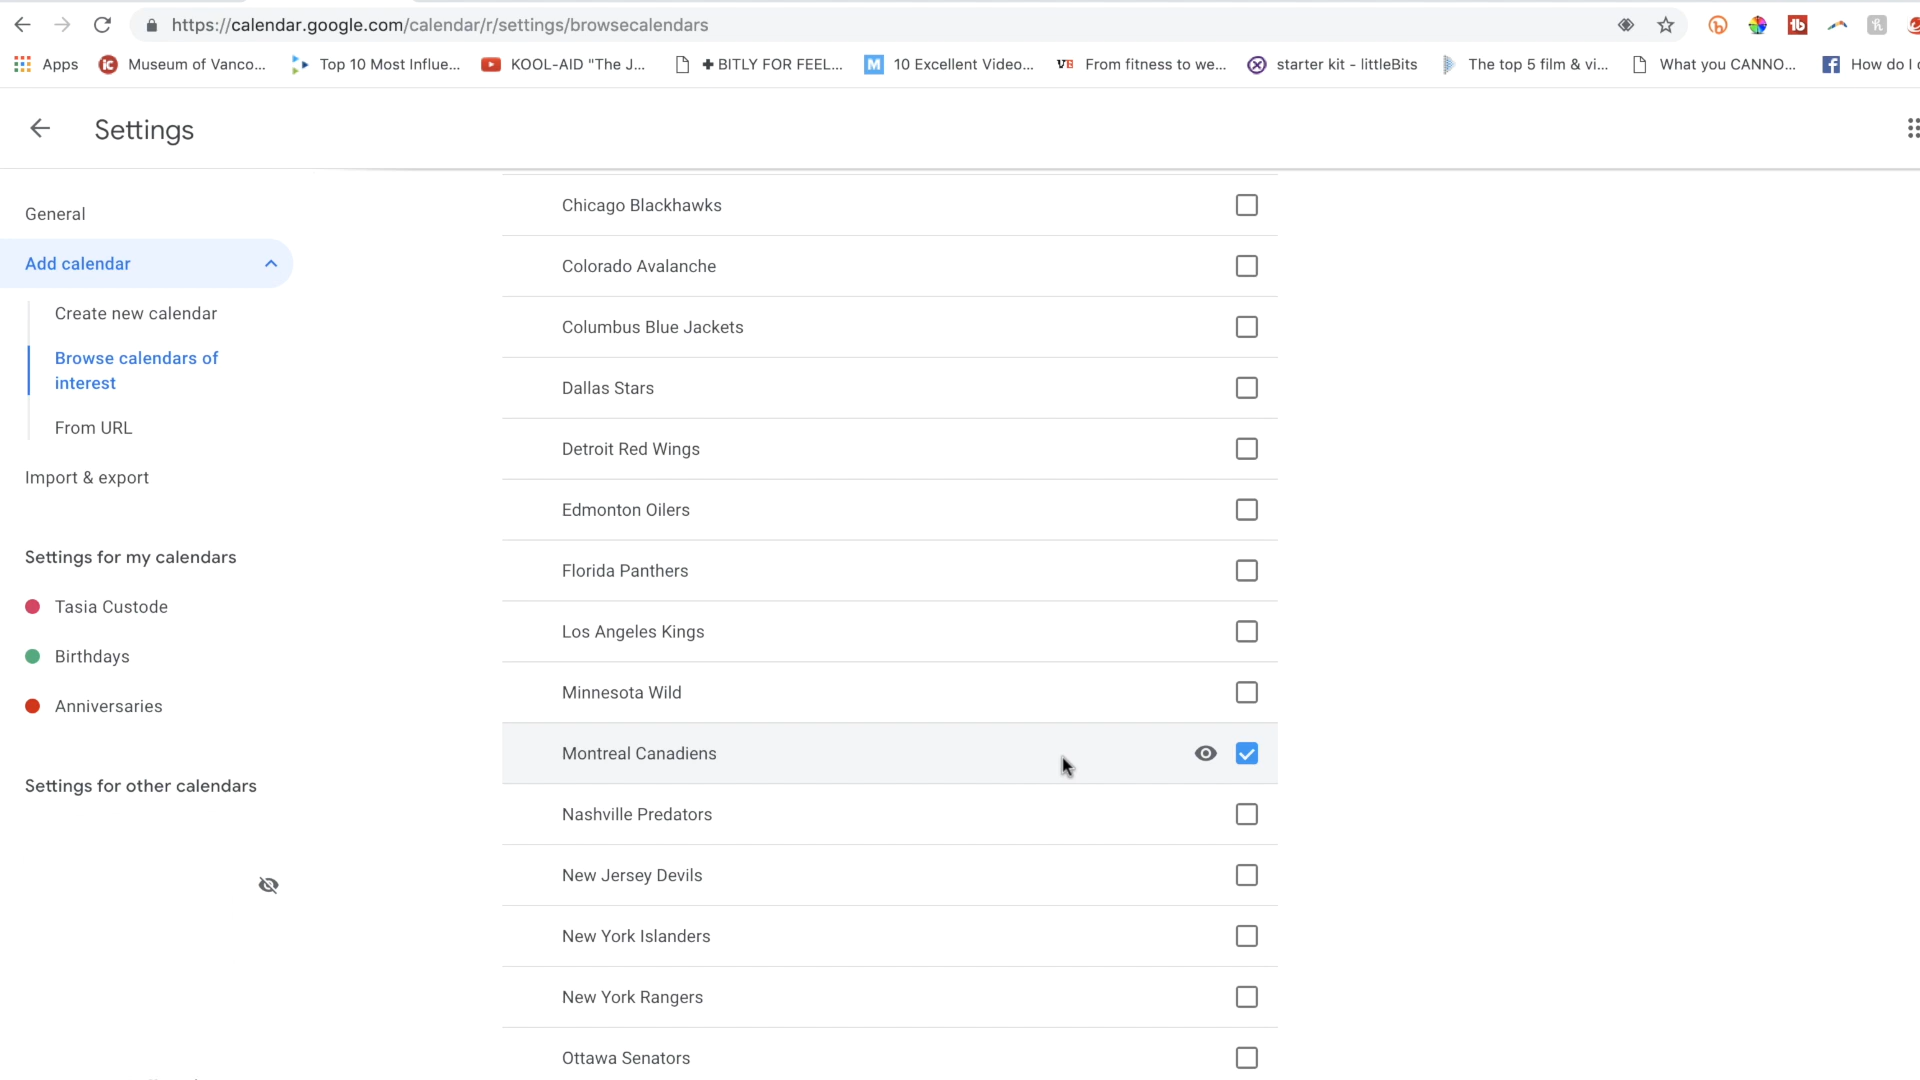 https://calendar.google.com/calendar/r/settings/browsecalendars
Apps Museum of Vanco... Top 10 Most Influe... KOOL-AID "The J... ✚ BITLY FOR FEEL... M 10 Excellent Video... VB From fitness to we... starter kit - littleBits The top 5 film & vi... What you CANNO... How do I
Settings
General
Add calendar
Create new calendar
Browse calendars of
interest
From URL
Import & export
Settings for my calendars
Tasia Custode
Birthdays
Anniversaries
Settings for other calendars
Chicago Blackhawks
Colorado Avalanche
Columbus Blue Jackets
Dallas Stars
Detroit Red Wings
Edmonton Oilers
Florida Panthers
Los Angeles Kings
Minnesota Wild
Montreal Canadiens
Nashville Predators
New Jersey Devils
New York Islanders
New York Rangers
Ottawa Senators